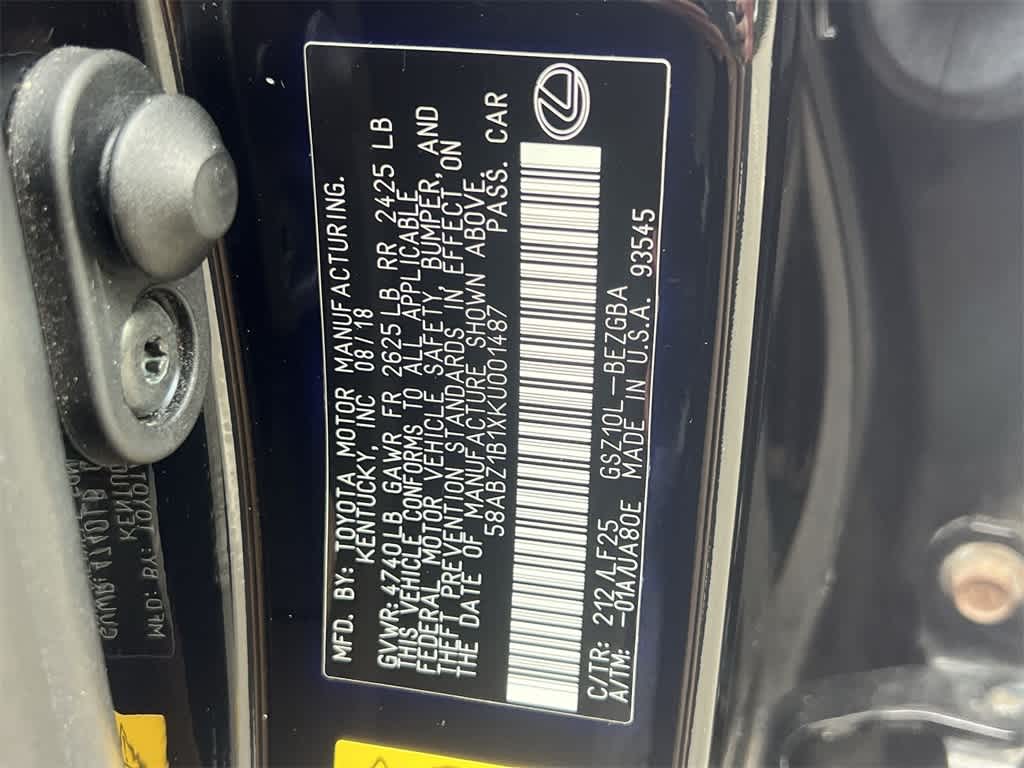 MFD. BY: TOYOTA MOTOR MANUFACTURING.
KENTUCKY, INC 08/18
GVWR: 4740LB GAWR FR 2625LB RR 2425 LB
THIS VEHICLE CONFORMS TO ALL APPLICABLE
FEDERAL MOTOR VEHICLE SAFETY, BUMPER, AND
THEFT PREVENTION STANDARDS IN EFFECT ON
THE DATE OF MANUFACTURE SHOWN ABOVE.
58ABZ1B1XKU001487 PASS. CAR
C/TR: 212/LF25 GSZ10L-BEZGBA
A/TM: -01A/UA80E MADE IN U.S.A. 93545